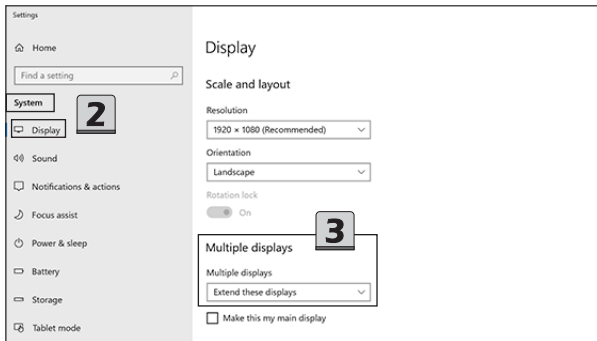 Settings
Home
Find a setting
System
2
Display
Sound
Notifications & actions
Focus assist
Power & sleep
Battery
Storage
Tablet mode
Display
Scale and layout
Resolution
1920 × 1080 (Recommended)
Orientation
Landscape
Rotation lock
On
3
Multiple displays
Multiple displays
Extend these displays
Make this my main display